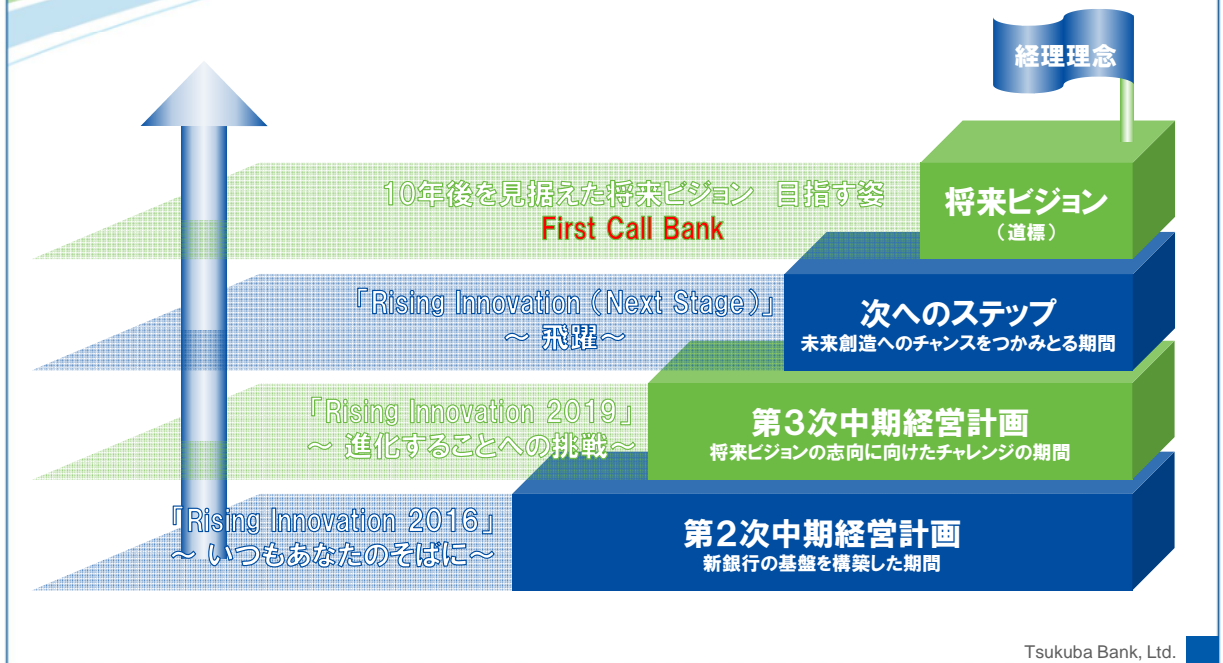 経理理念
10年後を見据えた将来ビジョン　目指す姿
First Call Bank
将来ビジョン
（道標）
「Rising Innovation（Next Stage）」
～ 飛躍～
次へのステップ
未来創造へのチャンスをつかみとる期間
「Rising Innovation 2019」
～ 進化することへの挑戦～
第３次中期経営計画
将来ビジョンの志向に向けたチャレンジの期間
「Rising Innovation 2016」
～ いつもあなたのそばに～
第２次中期経営計画
新銀行の基盤を構築した期間
Tsukuba Bank, Ltd.